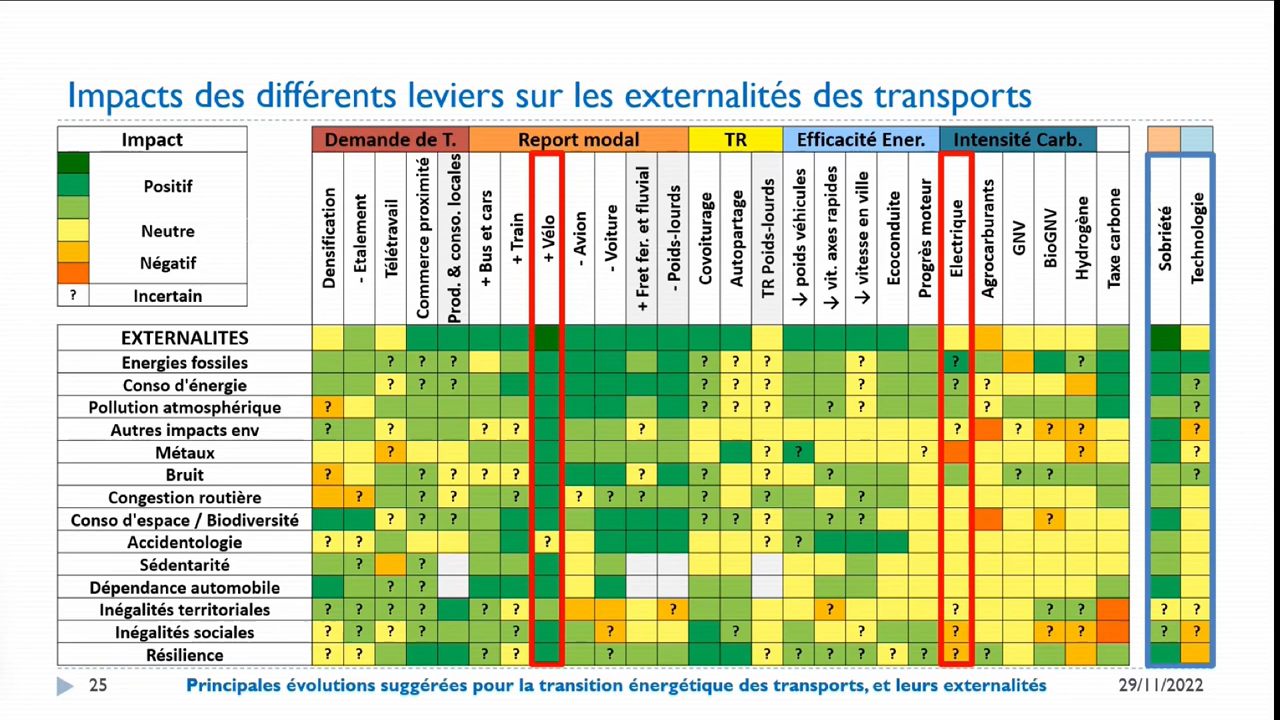 Impacts des différents leviers sur les externalités des transports
Impact
Positif
Neutre
Négatif
? Incertain
Demande de T. Report modal TR Efficacité Ener. Intensité Carb.
Densification
- Etalement
Télétravail
Commerce proximité
Prod. & conso. locales
+ Bus et cars
+ Train
+ Vélo
- Avion
- Voiture
+ Fret fer. et fluvial
- Poids-lourds
Covoiturage
Autopartage
TR Poids-lourds
↓ poids véhicules
↓ vit. axes rapides
↓ vitesse en ville
Ecoconduite
Progrès moteur
Electrique
Agrocarburants
GNV
BioGNV
Hydrogène
Taxe carbone
Sobriété
Technologie
EXTERNALITES
Energies fossiles ? ? ? ? ? ? ? ? ?
Conso d'énergie ? ? ? ? ? ? ? ? ? ?
Pollution atmosphérique ? ? ? ? ? ? ? ?
Autres impacts env ? ? ? ? ? ? ? ? ? ?
Métaux ? ? ? ? ? ?
Bruit ? ? ? ? ? ? ? ? ? ? ? ?
Congestion routière ? ? ? ? ? ? ? ? ? ?
Conso d'espace / Biodiversité ? ? ? ? ? ? ? ? ?
Accidentologie ? ? ? ? ?
Sédentarité ? ?
Dépendance automobile ? ?
Inégalités territoriales ? ? ? ? ? ? ? ? ? ? ? ? ?
Inégalités sociales ? ? ? ? ? ? ? ? ? ? ? ? ?
Résilience ? ? ? ? ? ? ? ? ? ? ? ?
25
Principales évolutions suggérées pour la transition énergétique des transports, et leurs externalités
29/11/2022